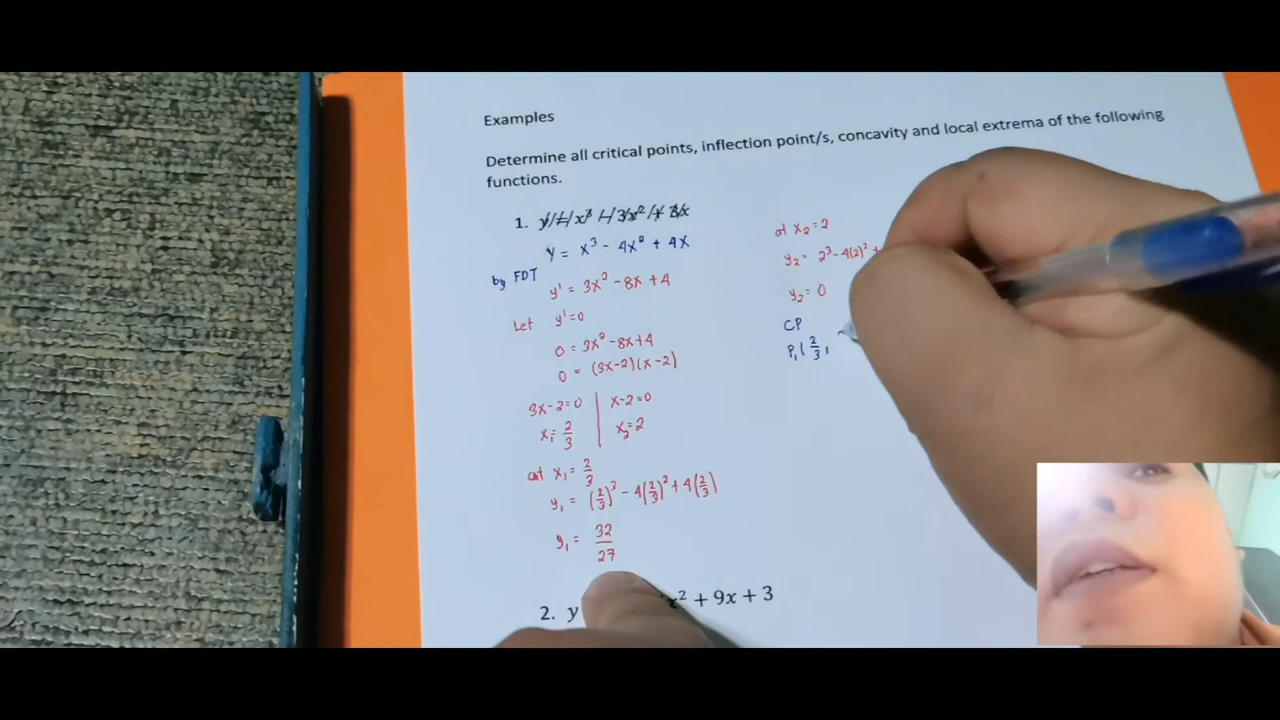 Examples
Determine all critical points, inflection point/s, concavity and local extrema of the following
functions.
1. y = x³ – 3x² + 3x
y = x³ - 4x² + 4x
by FDT
y' = 3x² - 8x + 4
Let y' = 0
0 = 3x² - 8x + 4
0 = (3x-2)(x-2)
3x-2=0 | x-2=0
x₁= 2/3 | x₂=2
at x₁ = 2/3
y₁ = (2/3)³ - 4(2/3)² + 4(2/3)
y₁ = 32/27
2. y x² + 9x + 3
at x₂ = 2
y₂ = 2³ - 4(2)² +
y₂ = 0
CP
P₁(2/3,